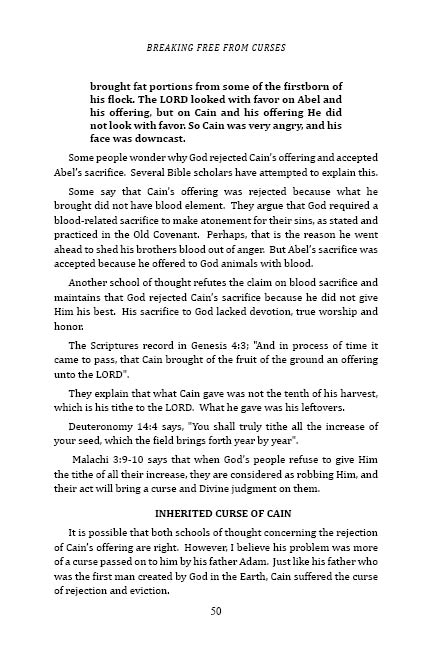 BREAKING FREE FROM CURSES
brought fat portions from some of the firstborn of
his flock. The LORD looked with favor on Abel and
his offering, but on Cain and his offering He did
not look with favor. So Cain was very angry, and his
face was downcast.
Some people wonder why God rejected Cain's offering and accepted
Abel's sacrifice. Several Bible scholars have attempted to explain this.
Some say that Cain's offering was rejected because what he
brought did not have blood element. They argue that God required a
blood-related sacrifice to make atonement for their sins, as stated and
practiced in the Old Covenant. Perhaps, that is the reason he went
ahead to shed his brothers blood out of anger. But Abel's sacrifice was
accepted because he offered to God animals with blood.
Another school of thought refutes the claim on blood sacrifice and
maintains that God rejected Cain's sacrifice because he did not give
Him his best. His sacrifice to God lacked devotion, true worship and
honor.
The Scriptures record in Genesis 4:3; "And in process of time it
came to pass, that Cain brought of the fruit of the ground an offering
unto the LORD".
They explain that what Cain gave was not the tenth of his harvest,
which is his tithe to the LORD. What he gave was his leftovers.
Deuteronomy 14:4 says, "You shall truly tithe all the increase of
your seed, which the field brings forth year by year".
Malachi 3:9-10 says that when God's people refuse to give Him
the tithe of all their increase, they are considered as robbing Him, and
their act will bring a curse and Divine judgment on them.
INHERITED CURSE OF CAIN
It is possible that both schools of thought concerning the rejection
of Cain's offering are right. However, I believe his problem was more
of a curse passed on to him by his father Adam. Just like his father who
was the first man created by God in the Earth, Cain suffered the curse
of rejection and eviction.
50